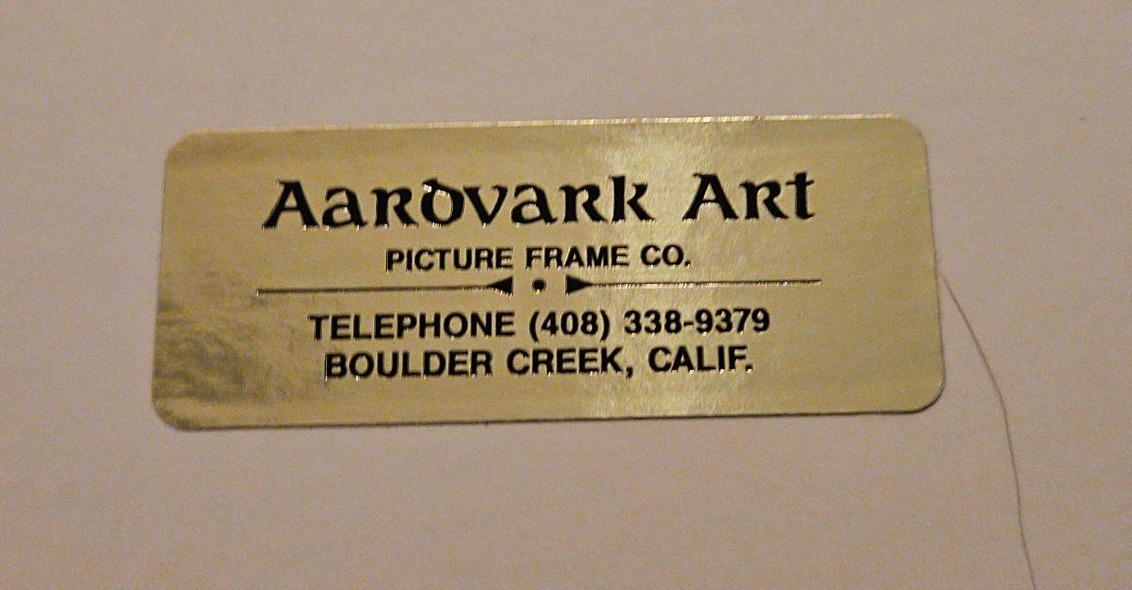 Aardvark Art
PICTURE FRAME CO.
TELEPHONE (408) 338-9379
BOULDER CREEK, CALIF.